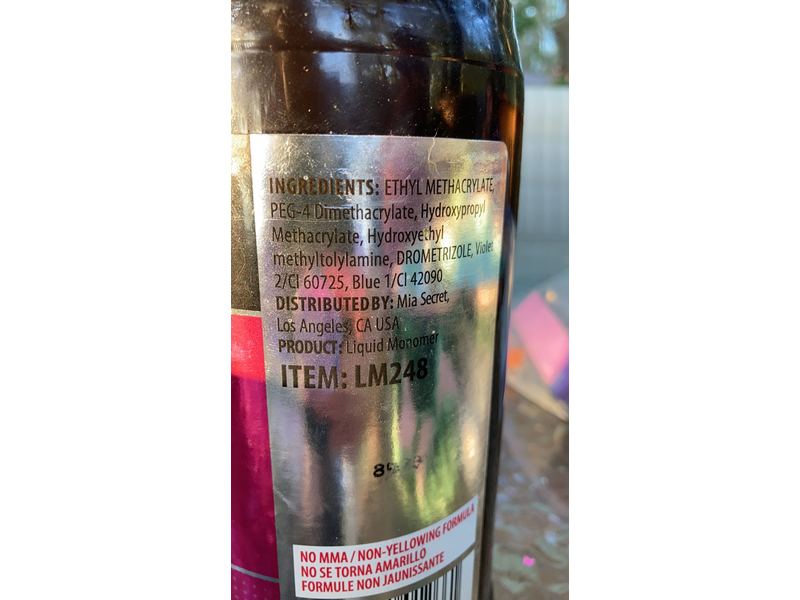 INGREDIENTS: ETHYL METHACRYLATE,
PEG-4 Dimethacrylate, Hydroxypropyl
Methacrylate, Hydroxyethyl
methyltolylamine, DROMETRIZOLE, Violet
2/CI 60725, Blue 1/CI 42090
DISTRIBUTED BY: Mia Secret,
Los Angeles, CA USA
PRODUCT: Liquid Monomer
ITEM: LM248
NO MMA / NON-YELLOWING FORMULA
NO SE TORNA AMARILLO
FORMULE NON JAUNISSANTE